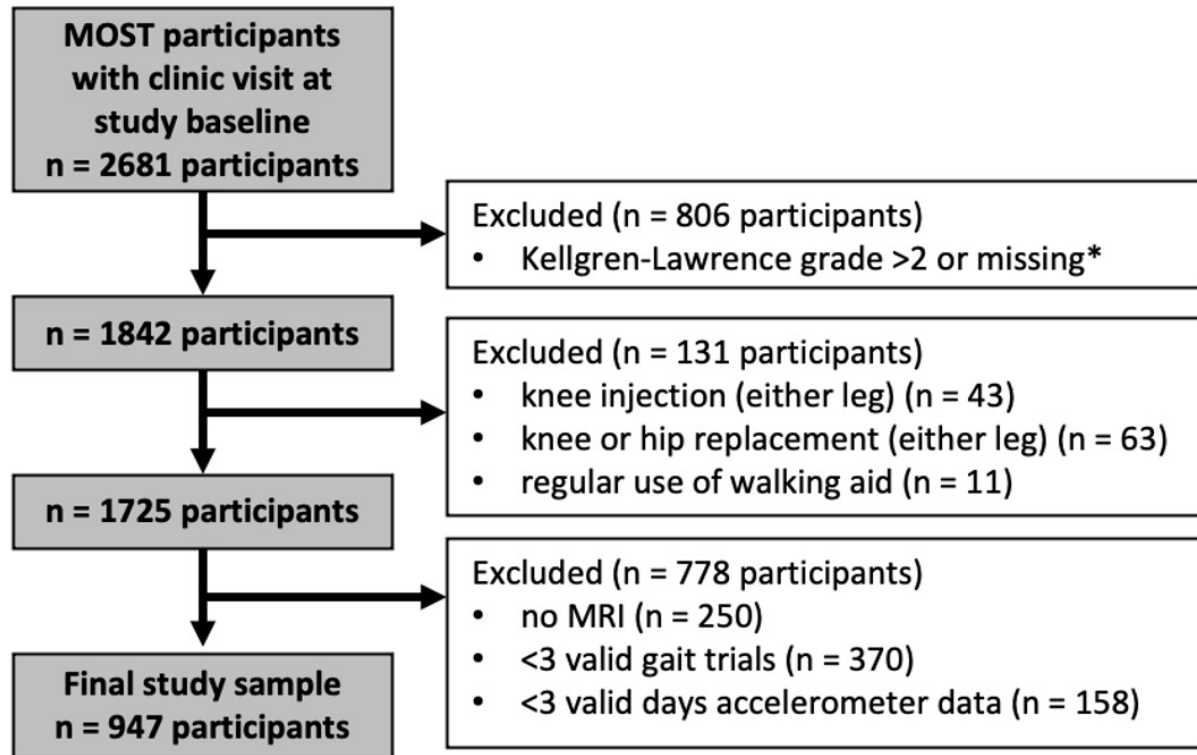 MOST participants
with clinic visit at
study baseline
n = 2681 participants
Excluded (n = 806 participants)
• Kellgren-Lawrence grade >2 or missing*
n = 1842 participants
Excluded (n = 131 participants)
• knee injection (either leg) (n = 43)
• knee or hip replacement (either leg) (n = 63)
• regular use of walking aid (n = 11)
n = 1725 participants
Excluded (n = 778 participants)
• no MRI (n = 250)
• <3 valid gait trials (n = 370)
• <3 valid days accelerometer data (n = 158)
Final study sample
n = 947 participants